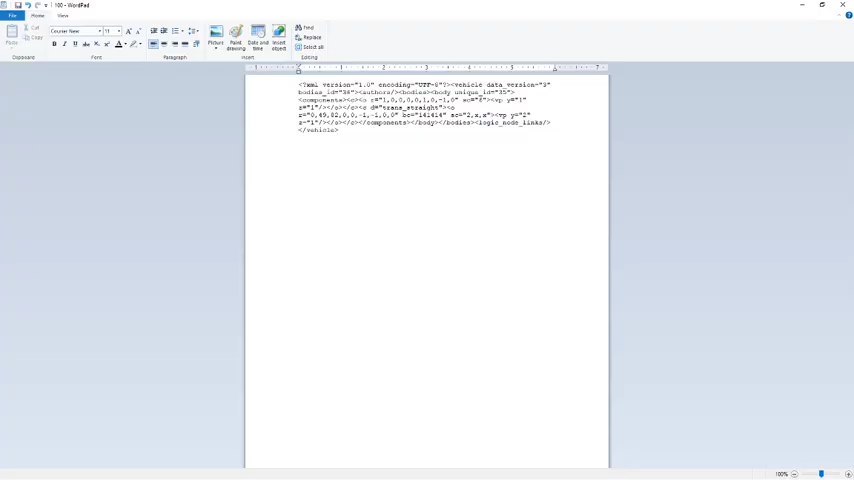 100 - WordPad
File
Home
View
Paste
Cut
Copy
Clipboard
Courier New
11
Font
Paragraph
Picture
Paint drawing
Date and time
Insert object
Insert
Find
Replace
Select all
Editing
<?xml version="1.0" encoding="UTF-8"?><vehicle data_version="3"
bodies_id="36"><authors/><bodies><body unique_id="35">
<components><c><o r="1,0,0,0,1,0,-1,0" sc="6"><vp y="1"
z="1"/></o></c><c d="trans_straight"><o
r="0,49,82,0,0,-1,-1,0,0" bc="141414" sc="2,x,x"><vp y="2"
z="1"/></o></c></components></body></bodies><logic_node_links/>
</vehicle>
100%